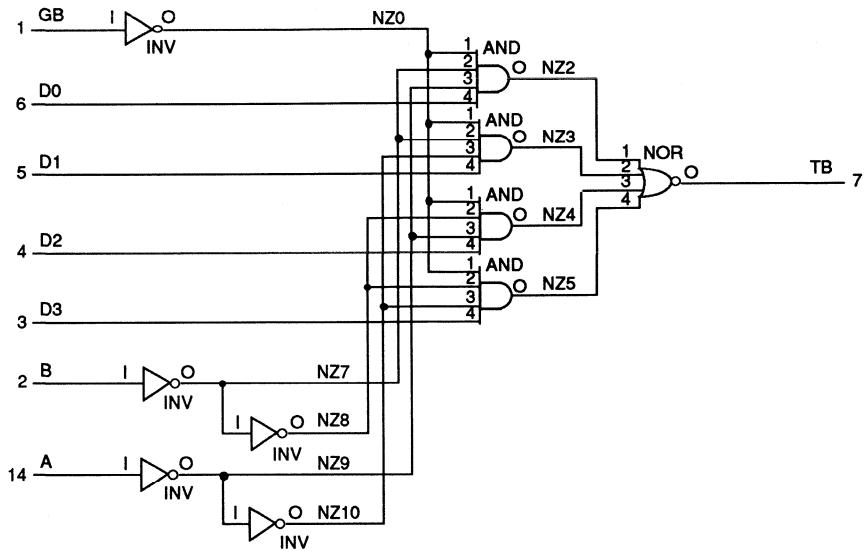 1 GB I O NZ0
INV
1 AND
2
3 O NZ2
4
6 D0
1 AND
2
3 O NZ3
4
5 D1
1 NOR
2
3 O TB 7
4
1 AND
2
3 O NZ4
4
4 D2
1 AND
2
3 O NZ5
4
3 D3
2 B I O NZ7
INV
I O NZ8
INV
14 A I O NZ9
INV
I O NZ10
INV